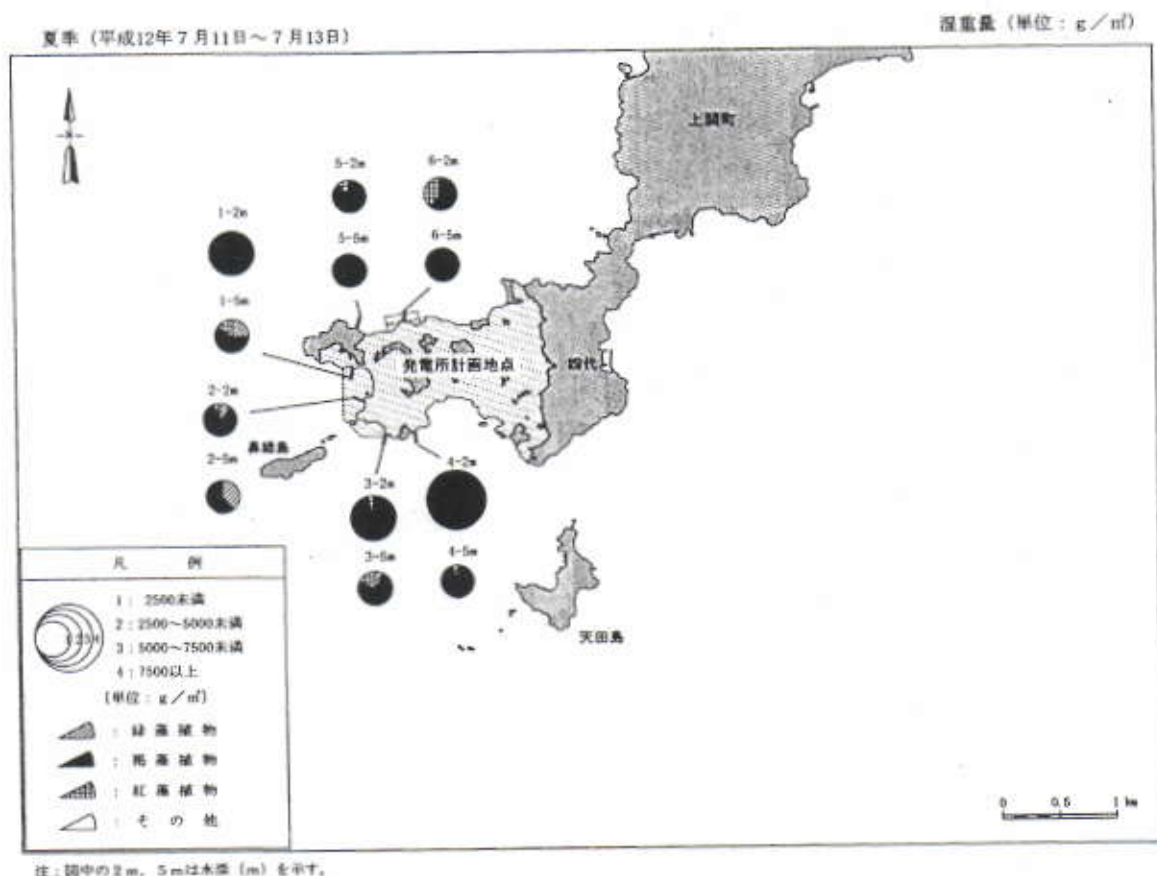 夏季（平成12年7月11日～7月13日）
湿重量（単位：g／㎡）
上関町
5-2m
6-2m
1-2m
5-5m
6-5m
1-5m
発電所計画地点
四代
2-2m
鼻繰島
2-5m
4-2m
3-2m
3-5m
4-5m
天田島
凡 例
1：2500未満
2：2500～5000未満
3：5000～7500未満
4：7500以上
1 2 3 4
（単位：g／㎡）
：緑藻植物
：褐藻植物
：紅藻植物
：その他
0 0.5 1 km
注：図中の2m，5mは水深（m）を示す。